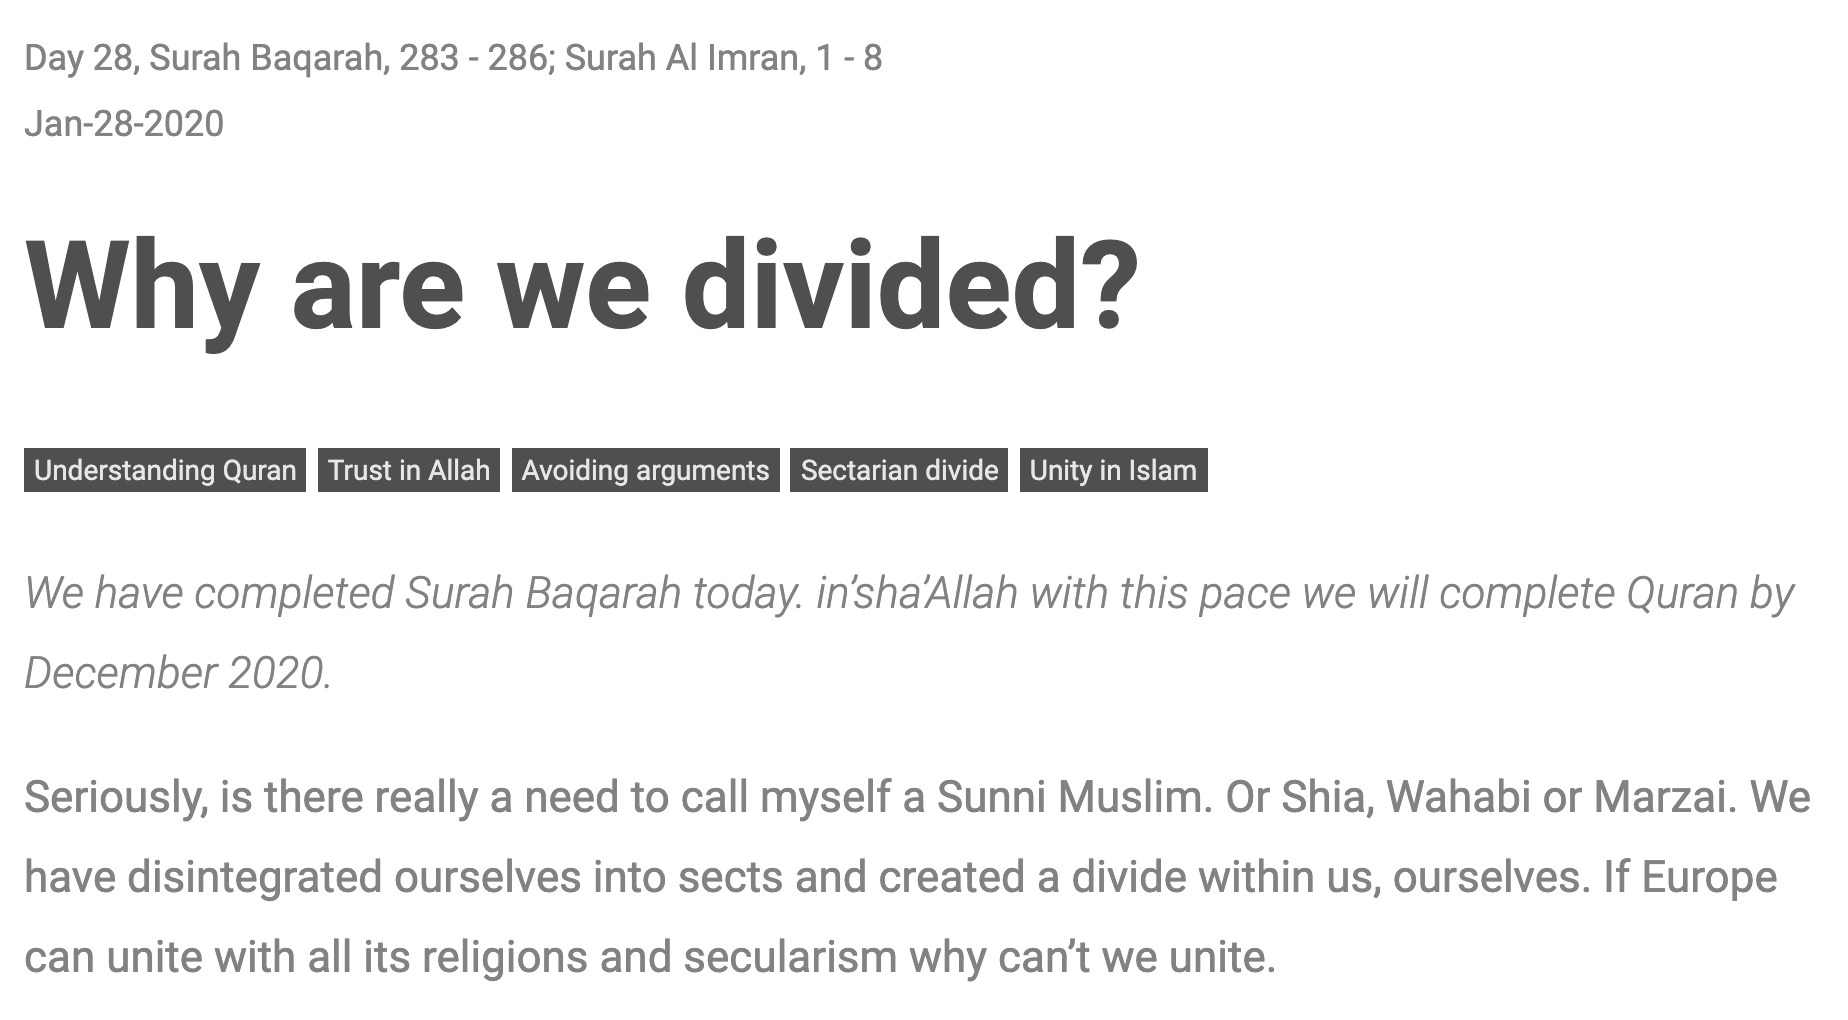 Day 28, Surah Baqarah, 283 - 286; Surah Al Imran, 1 - 8
Jan-28-2020
Why are we divided?
Understanding Quran Trust in Allah Avoiding arguments Sectarian divide Unity in Islam
We have completed Surah Baqarah today. in’sha’Allah with this pace we will complete Quran by
December 2020.
Seriously, is there really a need to call myself a Sunni Muslim. Or Shia, Wahabi or Marzai. We
have disintegrated ourselves into sects and created a divide within us, ourselves. If Europe
can unite with all its religions and secularism why can’t we unite.